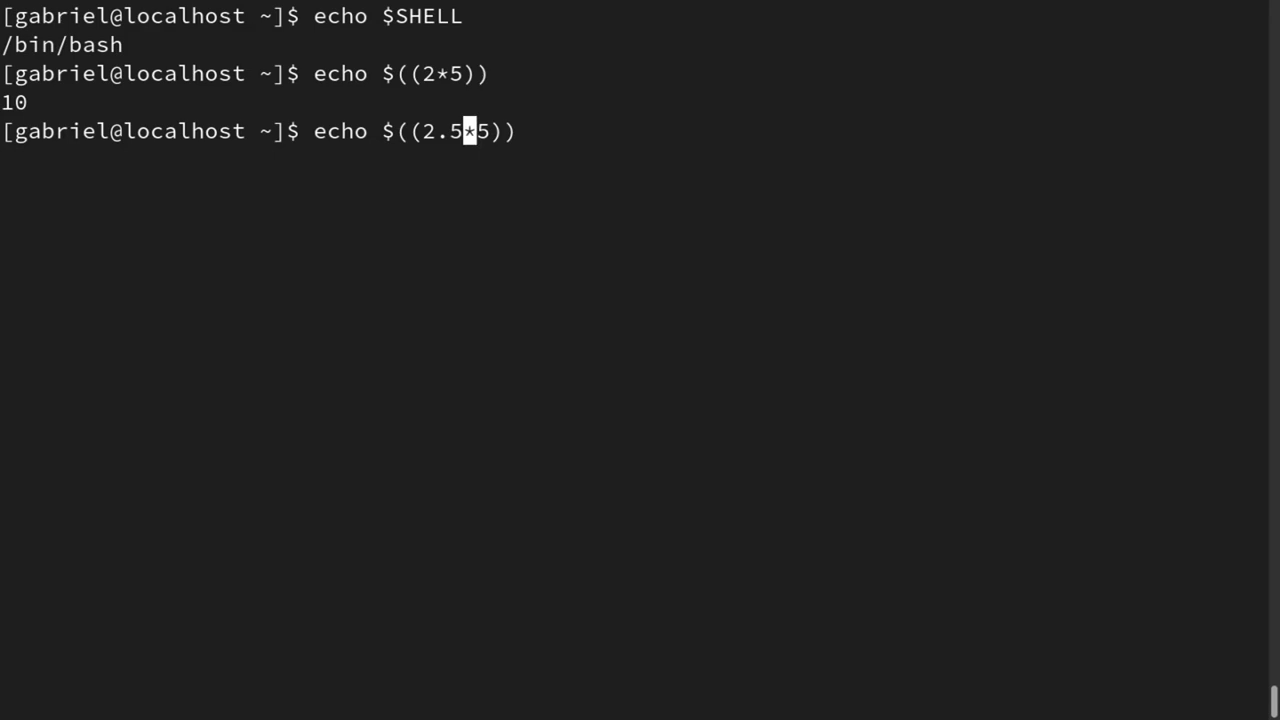 [gabriel@localhost ~]$ echo $SHELL
/bin/bash
[gabriel@localhost ~]$ echo $((2*5))
10
[gabriel@localhost ~]$ echo $((2.5*5))